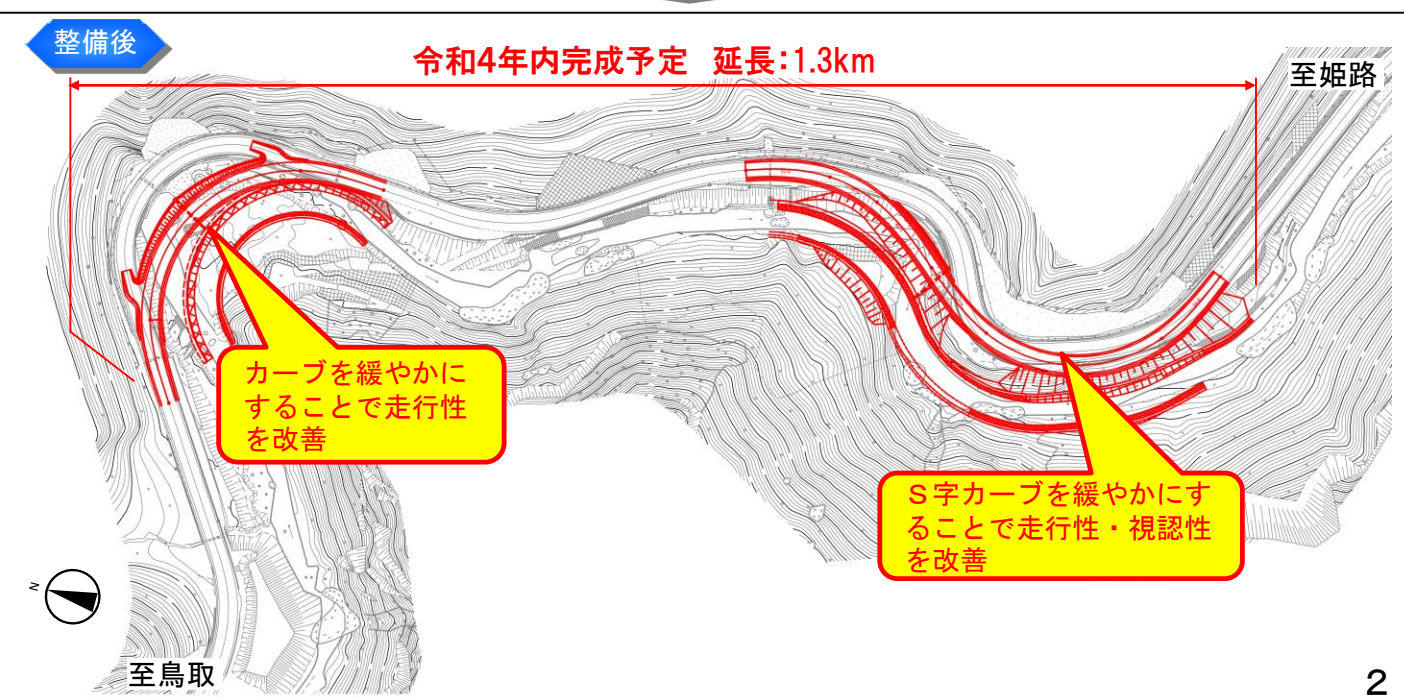 整備後
令和4年内完成予定 延長:1.3km
至姫路
カーブを緩やかに
することで走行性
を改善
S字カーブを緩やかにす
ることで走行性・視認性
を改善
N
至鳥取
2